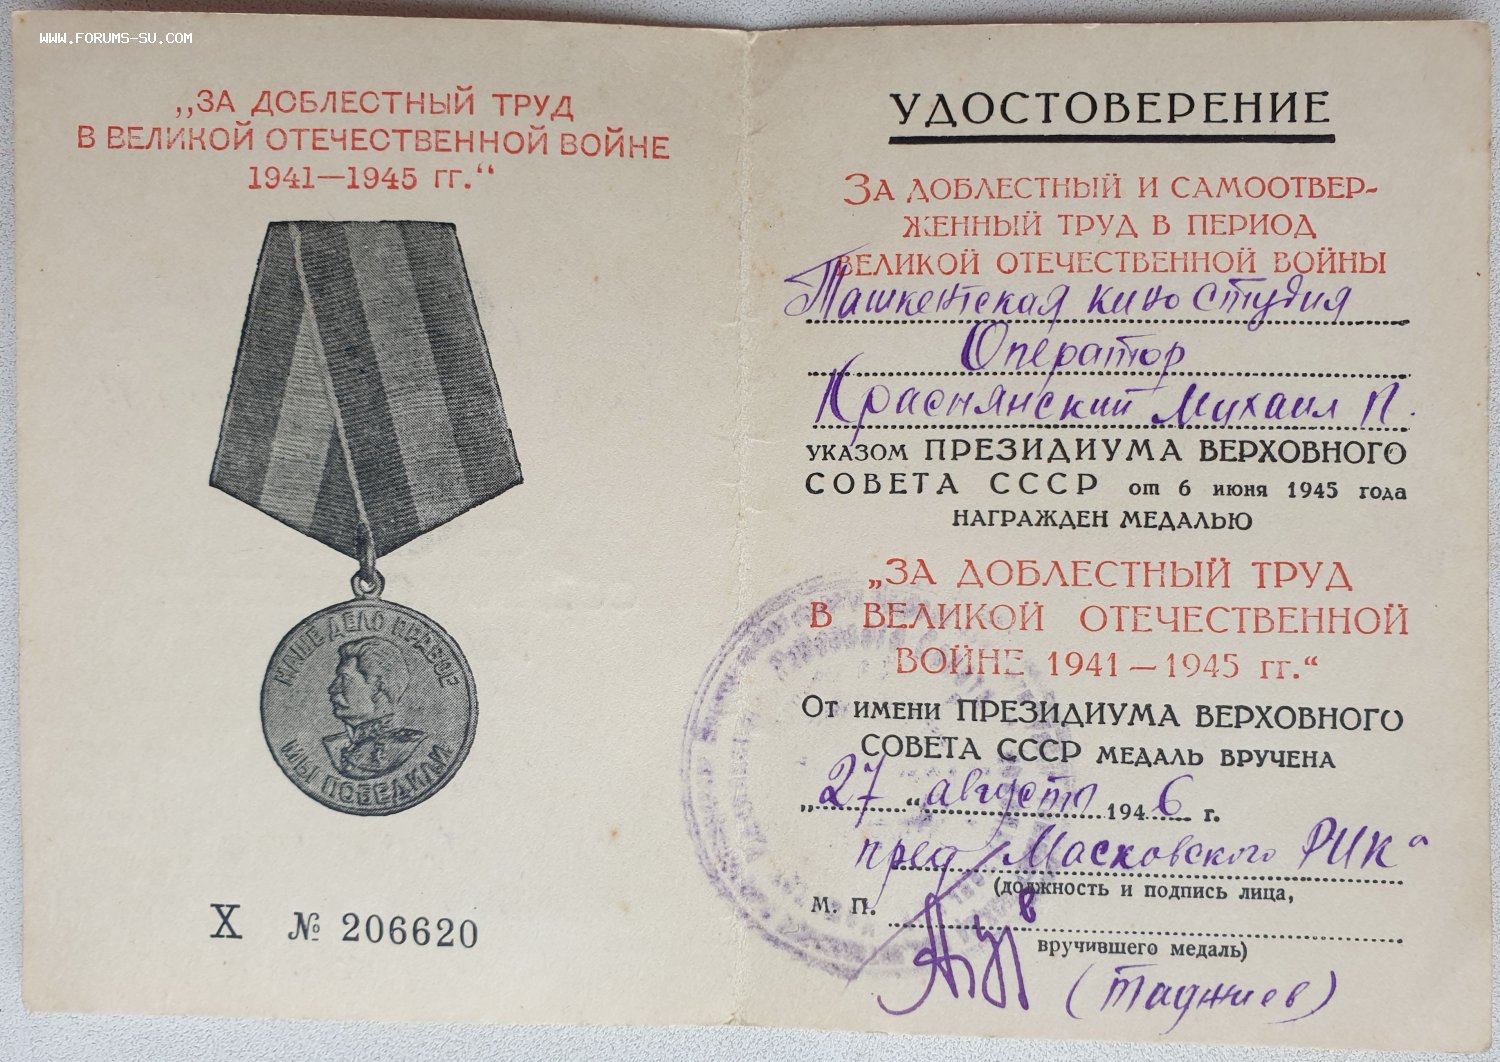 WWW.FORUMS-SU.COM
„ЗА ДОБЛЕСТНЫЙ ТРУД
В ВЕЛИКОЙ ОТЕЧЕСТВЕННОЙ ВОЙНЕ
1941—1945 ГГ.“
НАШЕ ДЕЛО ПРАВОЕ
МЫ ПОБЕДИЛИ
X № 206620
УДОСТОВЕРЕНИЕ
ЗА ДОБЛЕСТНЫЙ И САМООТВЕР-
ЖЕННЫЙ ТРУД В ПЕРИОД
ВЕЛИКОЙ ОТЕЧЕСТВЕННОЙ ВОЙНЫ
Ташкентская киностудия
Оператор
Краснянский Михаил П.
УКАЗОМ ПРЕЗИДИУМА ВЕРХОВНОГО
СОВЕТА СССР от 6 июня 1945 года
НАГРАЖДЕН МЕДАЛЬЮ
„ЗА ДОБЛЕСТНЫЙ ТРУД
В ВЕЛИКОЙ ОТЕЧЕСТВЕННОЙ
ВОЙНЕ 1941—1945 гг.“
ОТ ИМЕНИ ПРЕЗИДИУМА ВЕРХОВНОГО
СОВЕТА СССР МЕДАЛЬ ВРУЧЕНА
„27“ августа 1946 г.
пред Масковского РИК а
(должность и подпись лица,
М. П.
вручившего медаль)
(Таджиев)